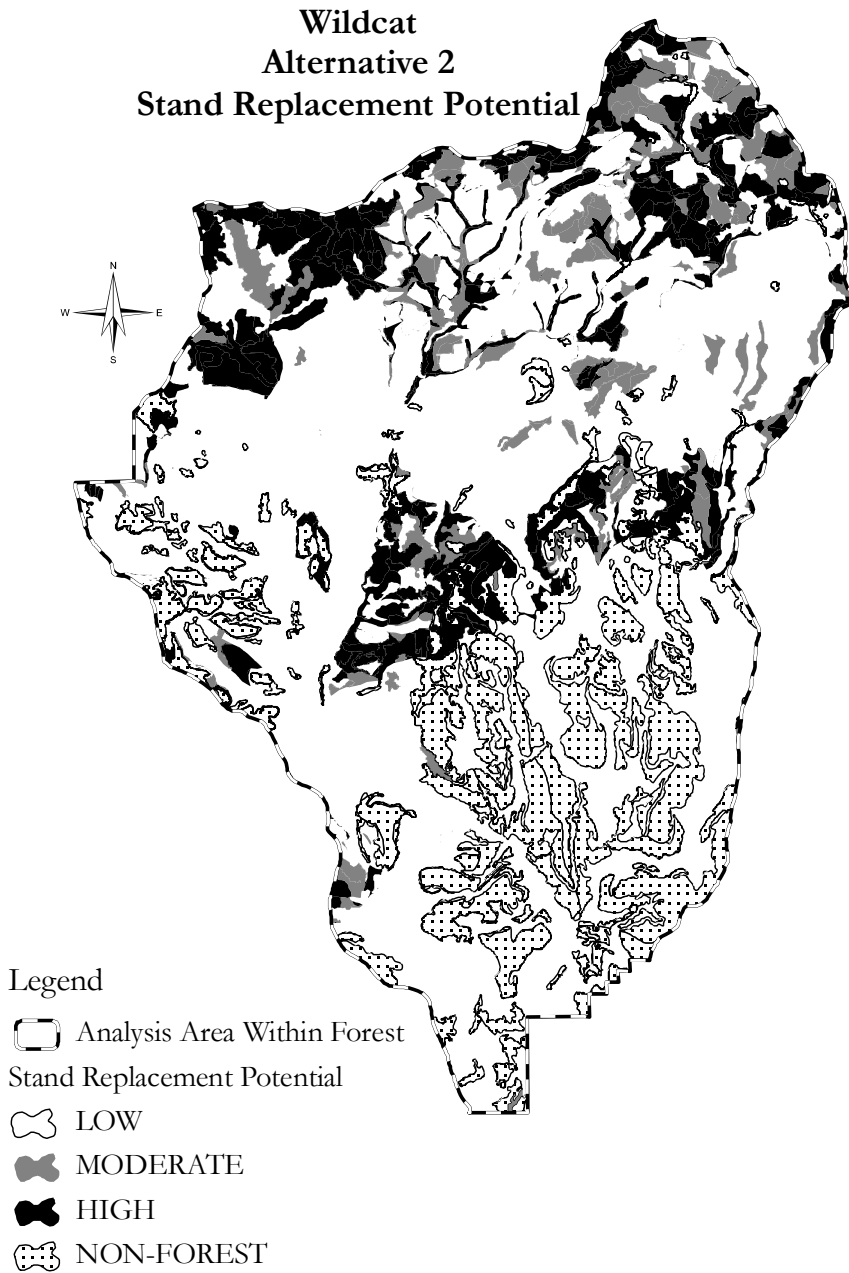 Wildcat
Alternative 2
Stand Replacement Potential
N
W
E
S
Legend
Analysis Area Within Forest
Stand Replacement Potential
LOW
MODERATE
HIGH
NON-FOREST